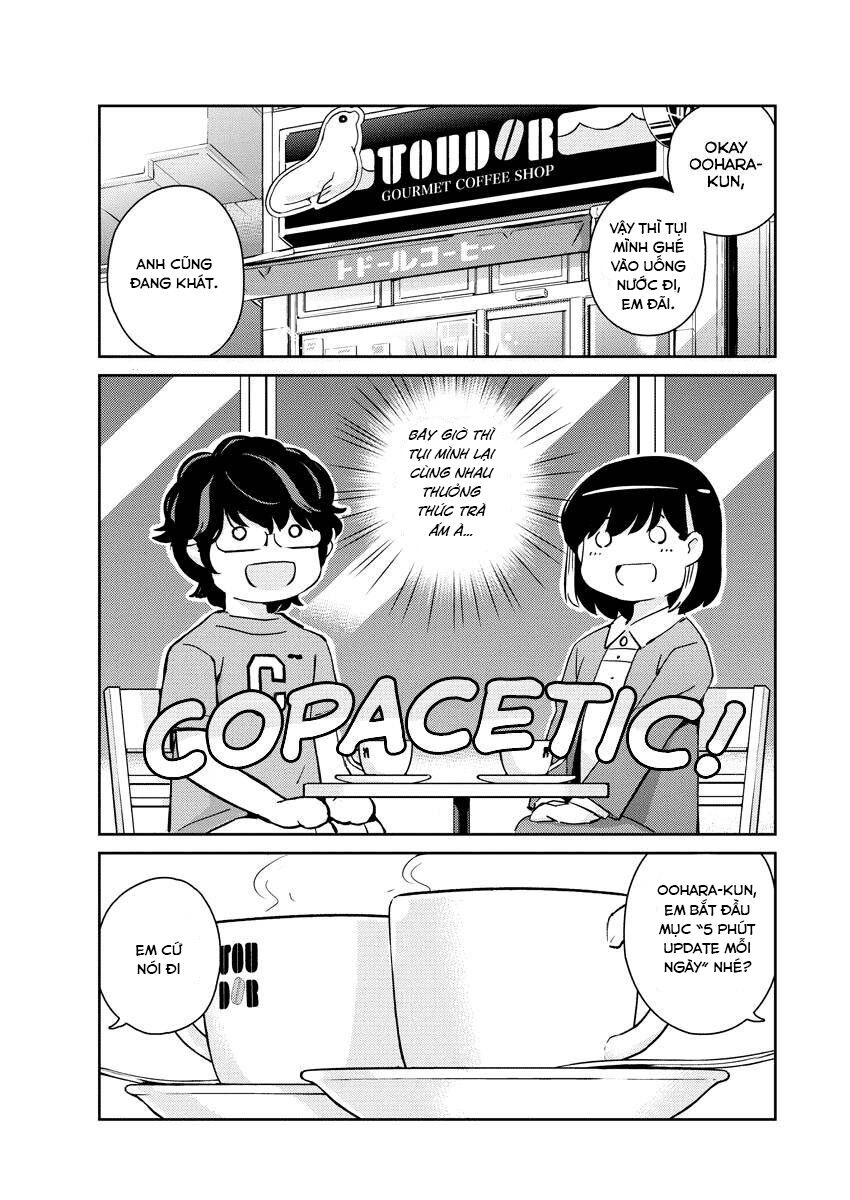 OKAY
OOHARA-
KUN,
VẬY THÌ TỤI
MÌNH GHÉ
VÀO UỐNG
NƯỚC ĐI,
EM ĐÃI.
TOUDOR
GOURMET COFFEE SHOP
トドールコーヒー
ANH CŨNG
ĐANG KHÁT.
BÂY GIỜ THÌ
TỤI MÌNH LẠI
CÙNG NHAU
THƯỞNG
THỨC TRÀ
ẤM À...
C
COPACETIC!
OOHARA-KUN,
EM BẮT ĐẦU
MỤC "5 PHÚT
UPDATE MỖI
NGÀY" NHÉ?
EM CỨ
NÓI ĐI
TOU
DOR